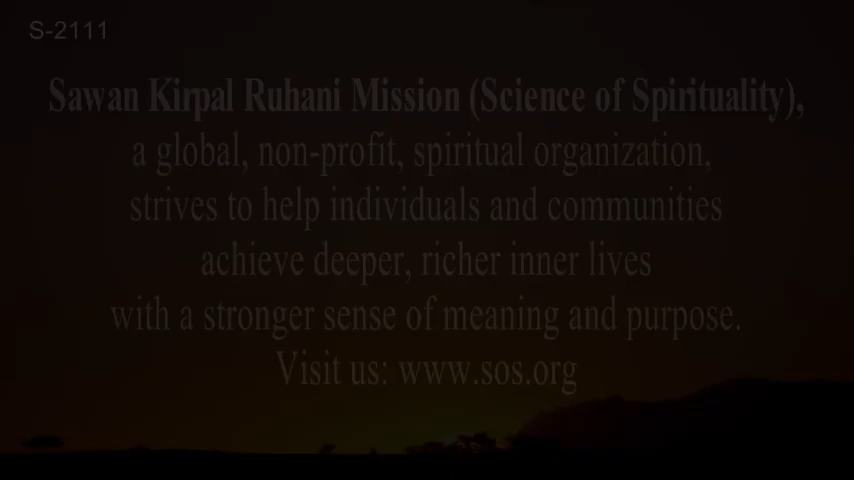 S-2111
Sawan Kirpal Ruhani Mission (Science of Spirituality),
a global, non-profit, spiritual organization,
strives to help individuals and communities
achieve deeper, richer inner lives
with a stronger sense of meaning and purpose.
Visit us: www.sos.org